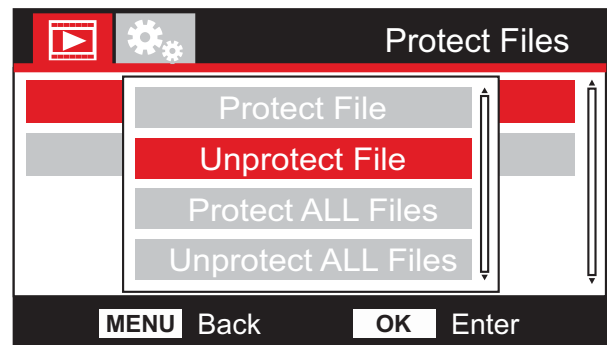 Protect Files
Protect File
Unprotect File
Protect ALL Files
Unprotect ALL Files
MENU Back OK Enter